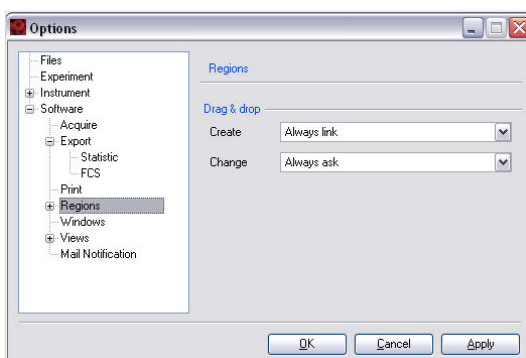 Options
Files
Experiment
Instrument
Software
Acquire
Export
Statistic
FCS
Print
Regions
Windows
Views
Mail Notification
Regions
Drag & drop
Create Always link
Change Always ask
OK Cancel Apply